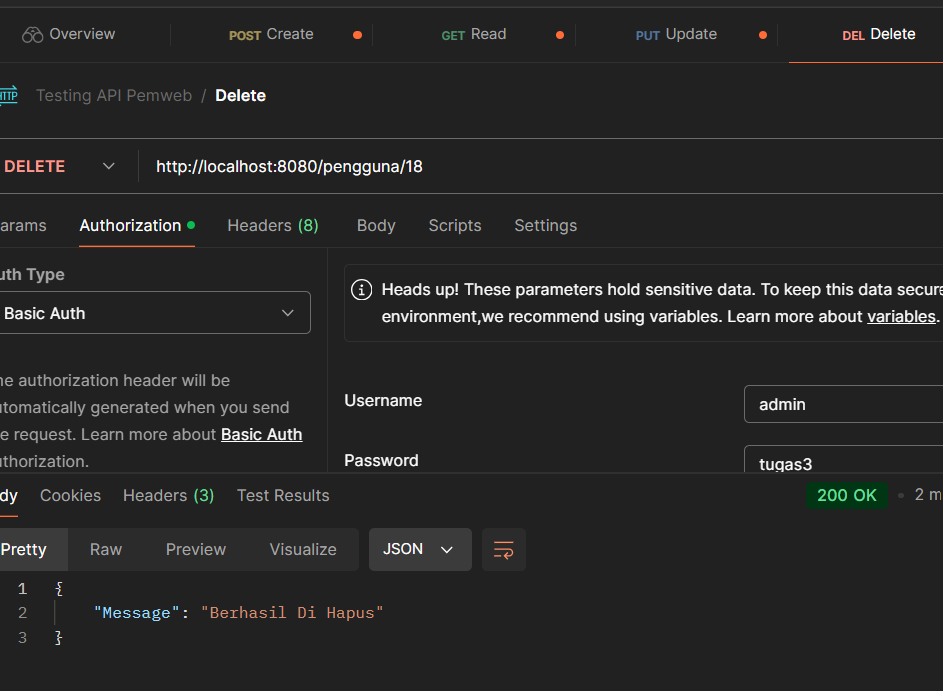 Overview POST Create GET Read PUT Update DEL Delete
HTTP Testing API Pemweb / Delete
DELETE http://localhost:8080/pengguna/18
arams Authorization Headers (8) Body Scripts Settings
uth Type
Basic Auth
Heads up! These parameters hold sensitive data. To keep this data secure
environment,we recommend using variables. Learn more about variables.
he authorization header will be
utomatically generated when you send
e request. Learn more about Basic Auth
uthorization.
Username admin
Password tugas3
dy Cookies Headers (3) Test Results 200 OK • 2 m
Pretty Raw Preview Visualize JSON
1 {
2 "Message": "Berhasil Di Hapus"
3 }